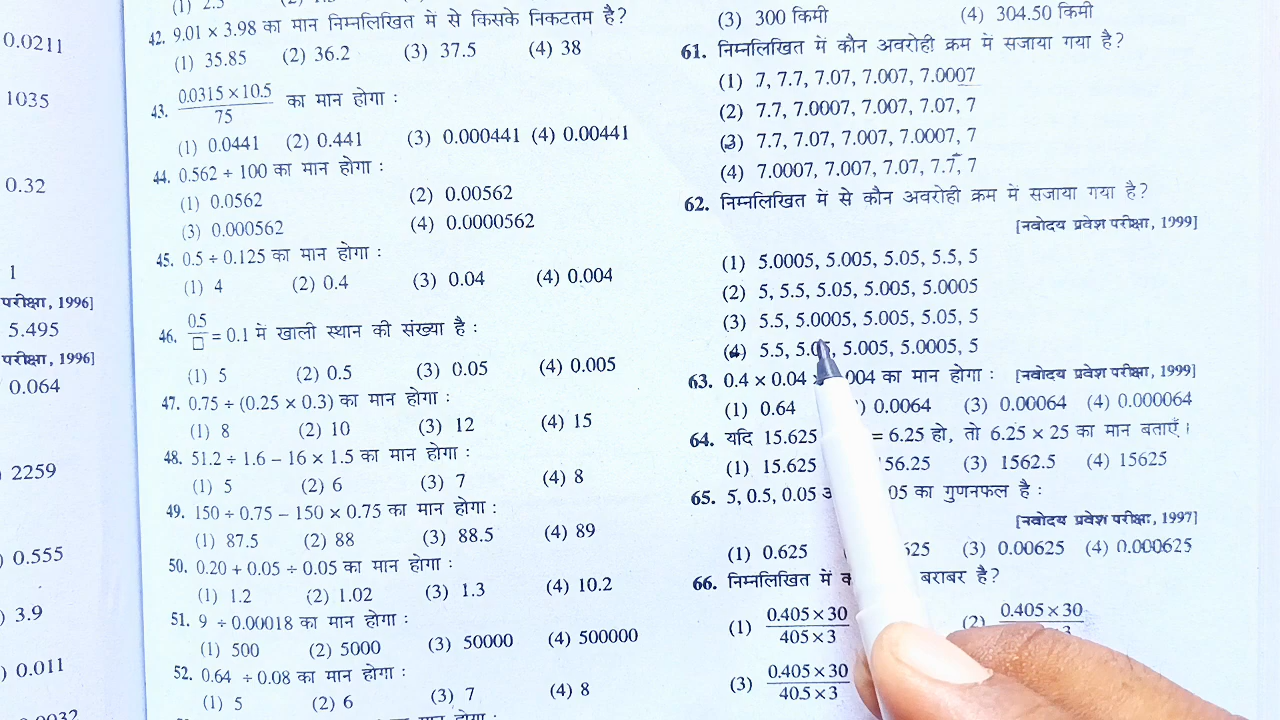 0.0211
1035
0.32
1
परीक्षा, 1996]
5.495
परीक्षा, 1996]
0.064
2259
) 0.555
) 3.9
) 0.011
(1) 2.5
42. 9.01 × 3.98 का मान निम्नलिखित में से किसके निकटतम है?
(1) 35.85 (2) 36.2 (3) 37.5 (4) 38
43. 0.0315 × 10.5 / 75 का मान होगा :
(1) 0.0441 (2) 0.441 (3) 0.000441 (4) 0.00441
44. 0.562 ÷ 100 का मान होगा :
(1) 0.0562 (2) 0.00562
(3) 0.000562 (4) 0.0000562
45. 0.5 ÷ 0.125 का मान होगा :
(1) 4 (2) 0.4 (3) 0.04 (4) 0.004
46. 0.5 / □ = 0.1 में खाली स्थान की संख्या है :
(1) 5 (2) 0.5 (3) 0.05 (4) 0.005
47. 0.75 ÷ (0.25 × 0.3) का मान होगा :
(1) 8 (2) 10 (3) 12 (4) 15
48. 51.2 ÷ 1.6 – 16 × 1.5 का मान होगा :
(1) 5 (2) 6 (3) 7 (4) 8
49. 150 ÷ 0.75 – 150 × 0.75 का मान होगा :
(1) 87.5 (2) 88 (3) 88.5 (4) 89
50. 0.20 + 0.05 ÷ 0.05 का मान होगा :
(1) 1.2 (2) 1.02 (3) 1.3 (4) 10.2
51. 9 ÷ 0.00018 का मान होगा :
(1) 500 (2) 5000 (3) 50000 (4) 500000
52. 0.64 ÷ 0.08 का मान होगा :
(1) 5 (2) 6 (3) 7 (4) 8
(3) 300 किमी (4) 304.50 किमी
61. निम्नलिखित में कौन अवरोही क्रम में सजाया गया है?
(1) 7, 7.7, 7.07, 7.007, 7.0007
(2) 7.7, 7.0007, 7.007, 7.07, 7
(3) 7.7, 7.07, 7.007, 7.0007, 7
(4) 7.0007, 7.007, 7.07, 7.7, 7
62. निम्नलिखित में से कौन अवरोही क्रम में सजाया गया है?
[नवोदय प्रवेश परीक्षा, 1999]
(1) 5.0005, 5.005, 5.05, 5.5, 5
(2) 5, 5.5, 5.05, 5.005, 5.0005
(3) 5.5, 5.0005, 5.005, 5.05, 5
(4) 5.5, 5.05, 5.005, 5.0005, 5
63. 0.4 × 0.04 × 004 का मान होगा : [नवोदय प्रवेश परीक्षा, 1999]
(1) 0.64 0.0064 (3) 0.00064 (4) 0.000064
64. यदि 15.625 = 6.25 हो, तो 6.25 × 25 का मान बताएँ।
(1) 15.625 56.25 (3) 1562.5 (4) 15625
65. 5, 0.5, 0.05 05 का गुणनफल है :
[नवोदय प्रवेश परीक्षा, 1997]
(1) 0.625 625 (3) 0.00625 (4) 0.000625
66. निम्नलिखित में बराबर है?
(1) 0.405 × 30 / 405 × 3 (2) 0.405 × 30
(3) 0.405 × 30 / 40.5 × 3